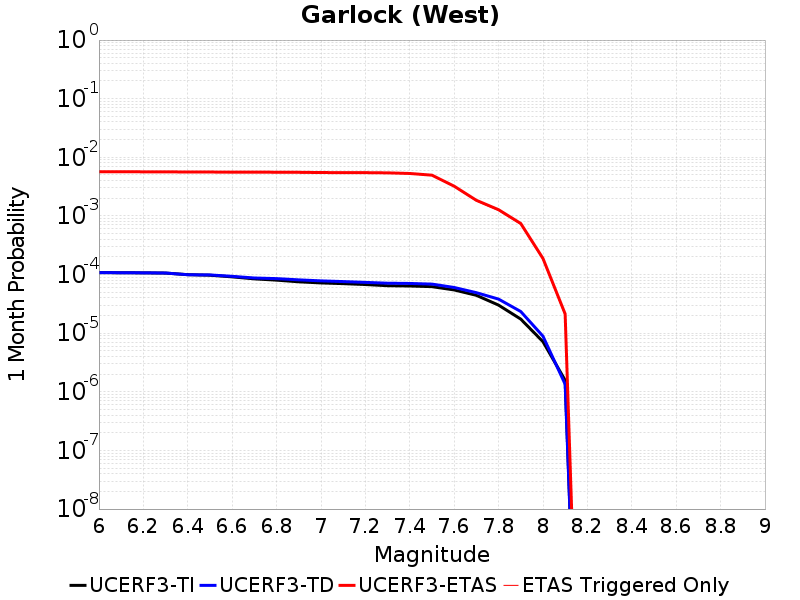 Garlock (West)
10^0
10^-1
10^-2
10^-3
10^-4
10^-5
10^-6
10^-7
10^-8
1 Month Probability
6 6.2 6.4 6.6 6.8 7 7.2 7.4 7.6 7.8 8 8.2 8.4 8.6 8.8 9
Magnitude
UCERF3-TI UCERF3-TD UCERF3-ETAS ETAS Triggered Only